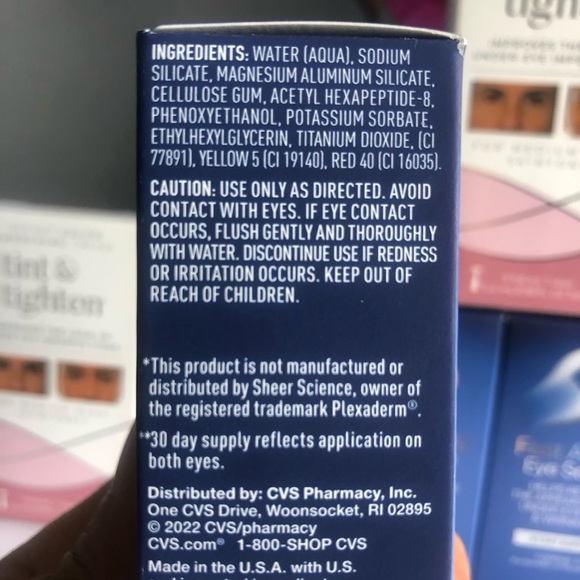 INGREDIENTS: WATER (AQUA), SODIUM
SILICATE, MAGNESIUM ALUMINUM SILICATE,
CELLULOSE GUM, ACETYL HEXAPEPTIDE-8,
PHENOXYETHANOL, POTASSIUM SORBATE,
ETHYLHEXYLGLYCERIN, TITANIUM DIOXIDE, (CI
77891), YELLOW 5 (CI 19140), RED 40 (CI 16035).
CAUTION: USE ONLY AS DIRECTED. AVOID
CONTACT WITH EYES. IF EYE CONTACT
OCCURS, FLUSH GENTLY AND THOROUGHLY
WITH WATER. DISCONTINUE USE IF REDNESS
OR IRRITATION OCCURS. KEEP OUT OF
REACH OF CHILDREN.
*This product is not manufactured or
distributed by Sheer Science, owner of
the registered trademark Plexaderm®.
**30 day supply reflects application on
both eyes.
Distributed by: CVS Pharmacy, Inc.
One CVS Drive, Woonsocket, RI 02895
© 2022 CVS/pharmacy
CVS.com® 1-800-SHOP CVS
Made in the U.S.A. with U.S.
tint &
tighten